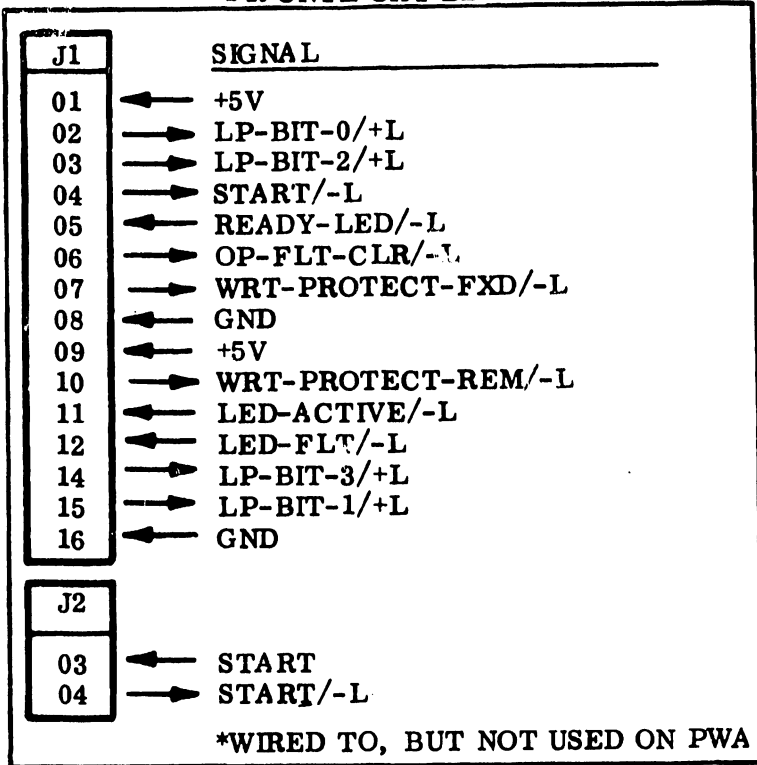 J1 SIGNAL
01 +5V
02 LP-BIT-0/+L
03 LP-BIT-2/+L
04 START/-L
05 READY-LED/-L
06 OP-FLT-CLR/-L
07 WRT-PROTECT-FXD/-L
08 GND
09 +5V
10 WRT-PROTECT-REM/-L
11 LED-ACTIVE/-L
12 LED-FLT/-L
14 LP-BIT-3/+L
15 LP-BIT-1/+L
16 GND
J2
03 START
04 START/-L
*WIRED TO, BUT NOT USED ON PWA